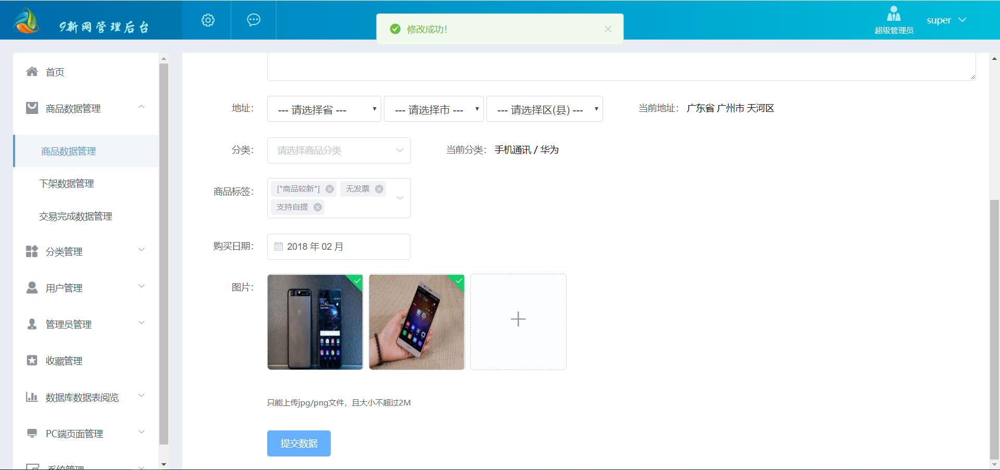 9新网管理后台
修改成功!
超级管理员
super
首页
商品数据管理
商品数据管理
下架数据管理
交易完成数据管理
分类管理
用户管理
管理员管理
收藏管理
数据库数据表阅览
PC端页面管理
系统管理
地址:
--- 请选择省 ---
--- 请选择市 ---
--- 请选择区(县) ---
当前地址: 广东省 广州市 天河区
分类:
请选择商品分类
当前分类: 手机通讯 / 华为
商品标签:
["商品较新"]
无发票
支持自提
购买日期:
2018 年 02 月
图片:
只能上传jpg/png文件，且大小不超过2M
提交数据